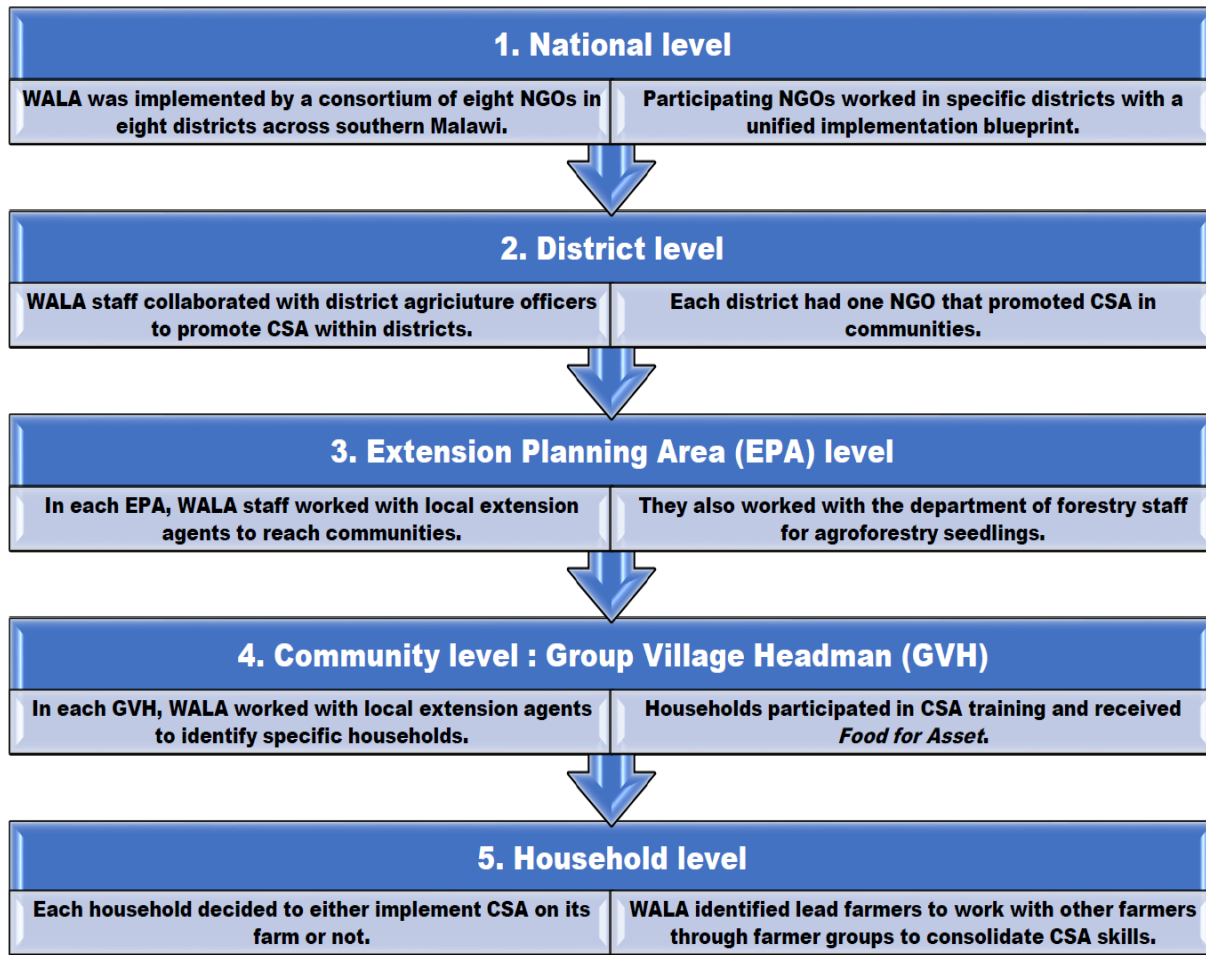 1. National level
WALA was implemented by a consortium of eight NGOs in
eight districts across southern Malawi.
Participating NGOs worked in specific districts with a
unified implementation blueprint.
2. District level
WALA staff collaborated with district agriciuture officers
to promote CSA within districts.
Each district had one NGO that promoted CSA in
communities.
3. Extension Planning Area (EPA) level
In each EPA, WALA staff worked with local extension
agents to reach communities.
They also worked with the department of forestry staff
for agroforestry seedlings.
4. Community level : Group Village Headman (GVH)
In each GVH, WALA worked with local extension agents
to identify specific households.
Households participated in CSA training and received
Food for Asset.
5. Household level
Each household decided to either implement CSA on its
farm or not.
WALA identified lead farmers to work with other farmers
through farmer groups to consolidate CSA skills.